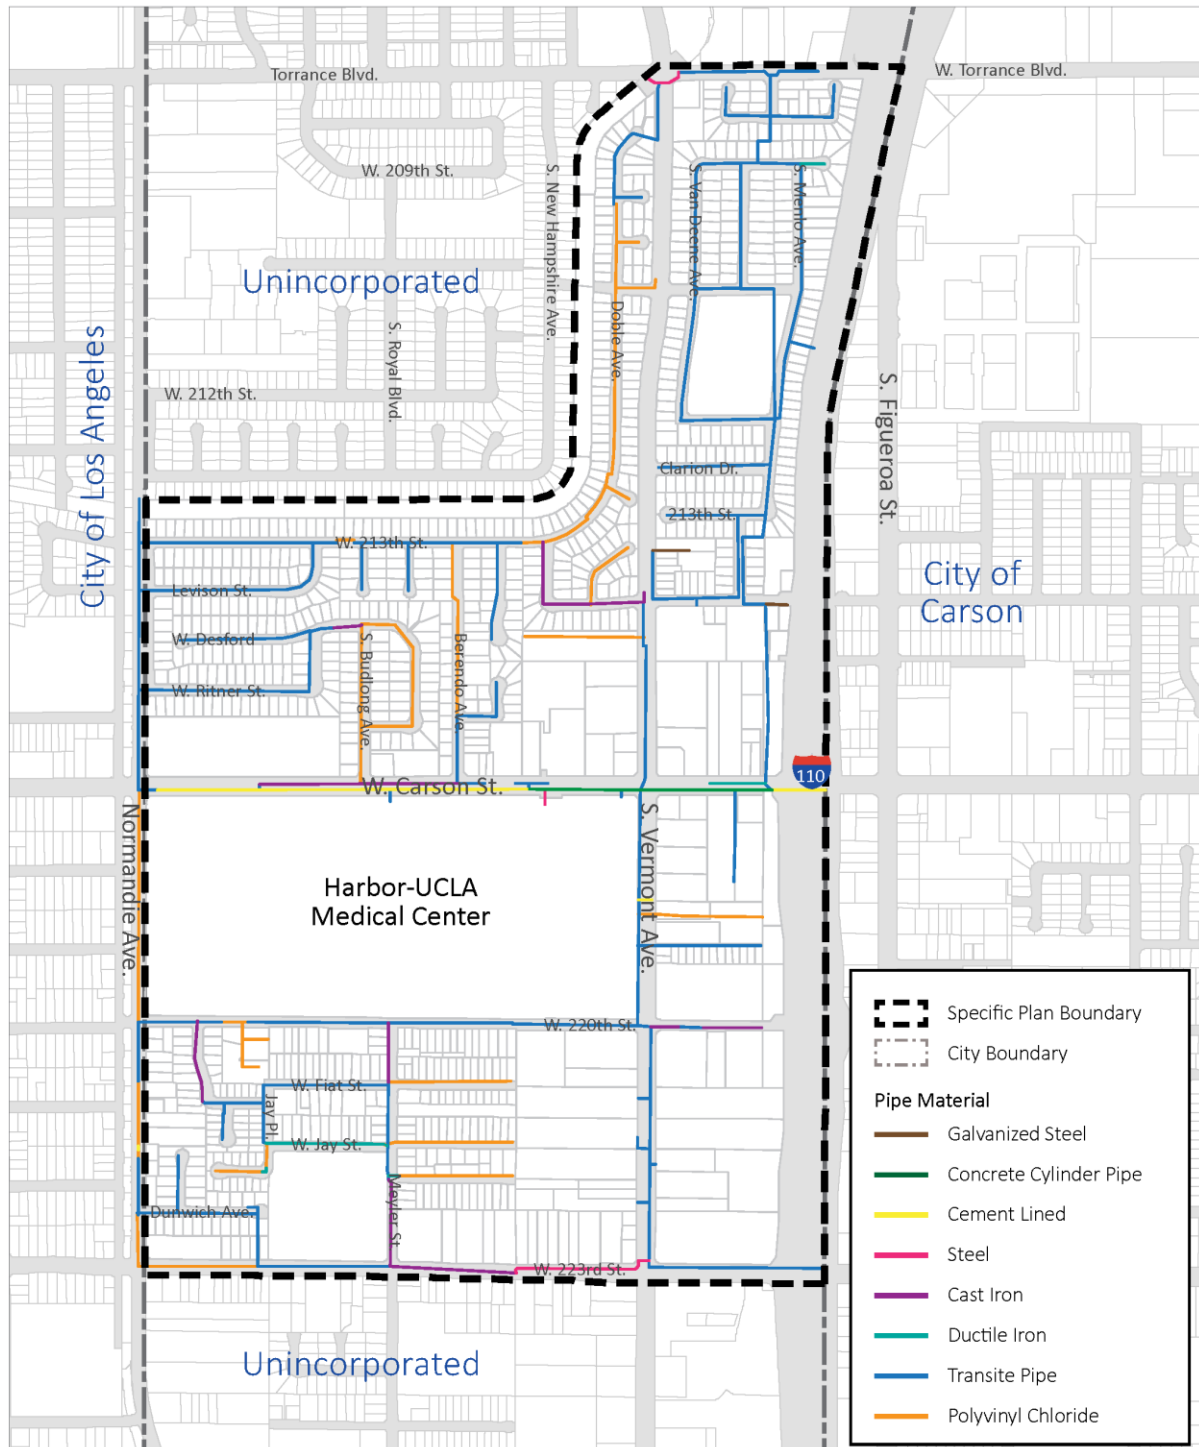 Torrance Blvd.
W. Torrance Blvd.
W. 209th St.
S. New Hampshire Ave.
S. Van Deene Ave.
S. Menlo Ave.
Unincorporated
Doble Ave.
S. Royal Blvd.
City of Los Angeles
W. 212th St.
S. Figueroa St.
Clarion Dr.
213th St.
W. 213th St.
City of
Carson
Levison St.
W. Desford
S. Budlong Ave.
Berendo Ave.
W. Ritner St.
110
W. Carson St.
Normandie Ave.
S. Vermont Ave.
Harbor-UCLA
Medical Center
W. 220th St.
W. Fiat St.
Jay Pl.
W. Jay St.
Meyler St.
Dunwich Ave.
W. 223rd St.
Unincorporated
Specific Plan Boundary
City Boundary
Pipe Material
Galvanized Steel
Concrete Cylinder Pipe
Cement Lined
Steel
Cast Iron
Ductile Iron
Transite Pipe
Polyvinyl Chloride